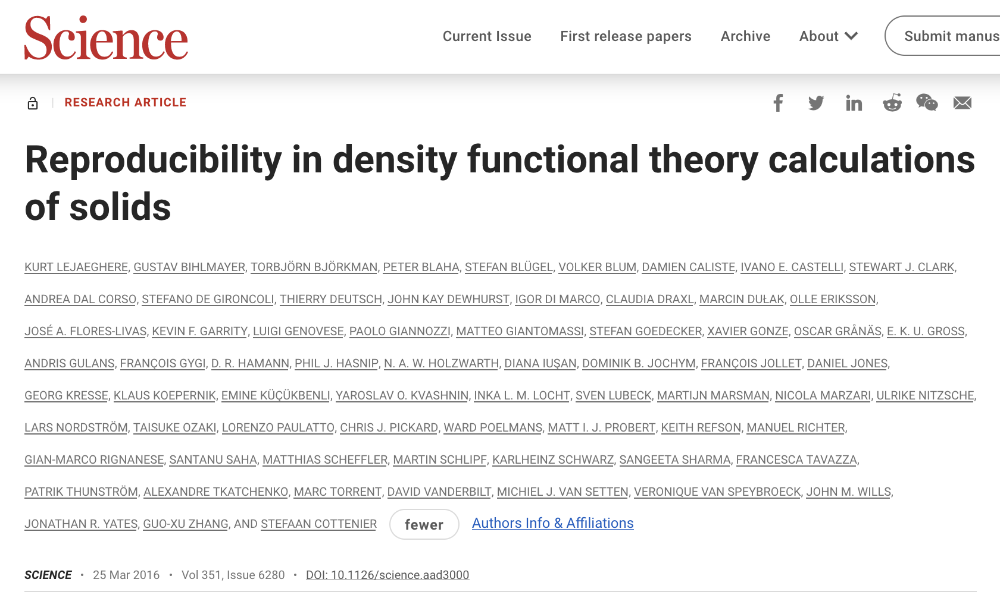 Science
Current Issue First release papers Archive About Submit manus
RESEARCH ARTICLE
Reproducibility in density functional theory calculations
of solids
KURT LEJAEGHERE, GUSTAV BIHLMAYER, TORBJÖRN BJÖRKMAN, PETER BLAHA, STEFAN BLÜGEL, VOLKER BLUM, DAMIEN CALISTE, IVANO E. CASTELLI, STEWART J. CLARK,
ANDREA DAL CORSO, STEFANO DE GIRONCOLI, THIERRY DEUTSCH, JOHN KAY DEWHURST, IGOR DI MARCO, CLAUDIA DRAXL, MARCIN DUŁAK, OLLE ERIKSSON,
JOSÉ A. FLORES-LIVAS, KEVIN F. GARRITY, LUIGI GENOVESE, PAOLO GIANNOZZI, MATTEO GIANTOMASSI, STEFAN GOEDECKER, XAVIER GONZE, OSCAR GRÅNÄS, E. K. U. GROSS,
ANDRIS GULANS, FRANÇOIS GYGI, D. R. HAMANN, PHIL J. HASNIP, N. A. W. HOLZWARTH, DIANA IUŞAN, DOMINIK B. JOCHYM, FRANÇOIS JOLLET, DANIEL JONES,
GEORG KRESSE, KLAUS KOEPERNIK, EMINE KÜÇÜKBENLI, YAROSLAV O. KVASHNIN, INKA L. M. LOCHT, SVEN LUBECK, MARTIJN MARSMAN, NICOLA MARZARI, ULRIKE NITZSCHE,
LARS NORDSTRÖM, TAISUKE OZAKI, LORENZO PAULATTO, CHRIS J. PICKARD, WARD POELMANS, MATT I. J. PROBERT, KEITH REFSON, MANUEL RICHTER,
GIAN-MARCO RIGNANESE, SANTANU SAHA, MATTHIAS SCHEFFLER, MARTIN SCHLIPF, KARLHEINZ SCHWARZ, SANGEETA SHARMA, FRANCESCA TAVAZZA,
PATRIK THUNSTRÖM, ALEXANDRE TKATCHENKO, MARC TORRENT, DAVID VANDERBILT, MICHIEL J. VAN SETTEN, VERONIQUE VAN SPEYBROECK, JOHN M. WILLS,
JONATHAN R. YATES, GUO-XU ZHANG, AND STEFAAN COTTENIER fewer Authors Info & Affiliations
SCIENCE • 25 Mar 2016 • Vol 351, Issue 6280 • DOI: 10.1126/science.aad3000